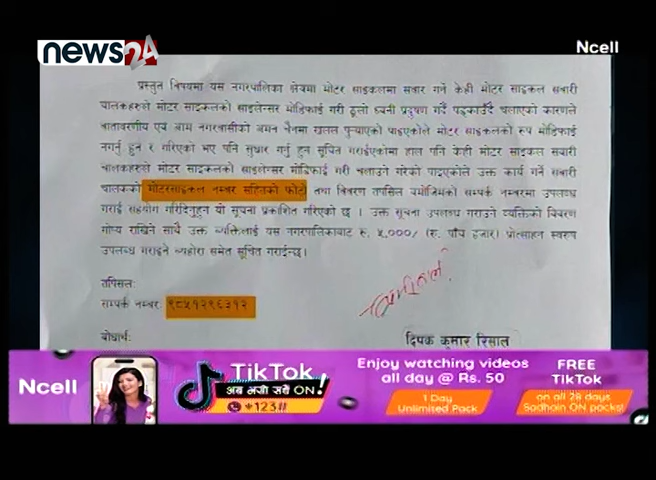 news24
Ncell
प्रस्तुत विषयमा यस नगरपालिका क्षेत्रमा मोटर साइकलमा सवार गर्ने केही मोटर साइकल सवारी
चालकहरुले मोटर साइकलको साइलेन्सर मोडिफाई गरी ठूलो ध्वनी प्रदुषण गर्दै पड्काउँदै चलाएको कारणले
वातावरणीय एवं आम नगरवासीको अमन चैनमा खलल पुऱ्याएको पाइएकोले मोटर साइकलको रुप मोडिफाई
नगर्नु हुन र गरिएको भए पनि सुधार गर्नु हुन सूचित गराईएकोमा हाल पनि केही मोटर साइकल सवारी
चालकहरुले मोटर साइकलको साइलेन्सर मोडिफाई गरी चलाउने गरेको पाइएकोले उक्त कार्य गर्ने सवारी
चालकको मोटरसाइकल नम्बर सहितको फोटो तथा विवरण तपसिल बमोजिमको सम्पर्क नम्बरमा उपलब्ध
गराई सहयोग गरिदिनुहुन यो सूचना प्रकाशित गरिएको छ । उक्त सूचना उपलब्ध गराउने व्यक्तिको विवरण
गोप्य राखिने साथै उक्त व्यक्तिलाई यस नगरपालिकाबाट रु. ५,०००/ (रु. पाँच हजार) प्रोत्साहन स्वरुप
उपलब्ध गराइने व्यहोरा समेत सूचित गराईन्छ।
तपसिल:
सम्पर्क नम्बर: ९८५१२९६३१२
बोधार्थ:
दिपक कुमार रिसाल
Ncell
TikTok
अब भयो सधैं ON!
*123#
Enjoy watching videos
all day @ Rs. 50
1 Day
Unlimited Pack
FREE
TikTok
on all 28 days
Sadhain ON packs!